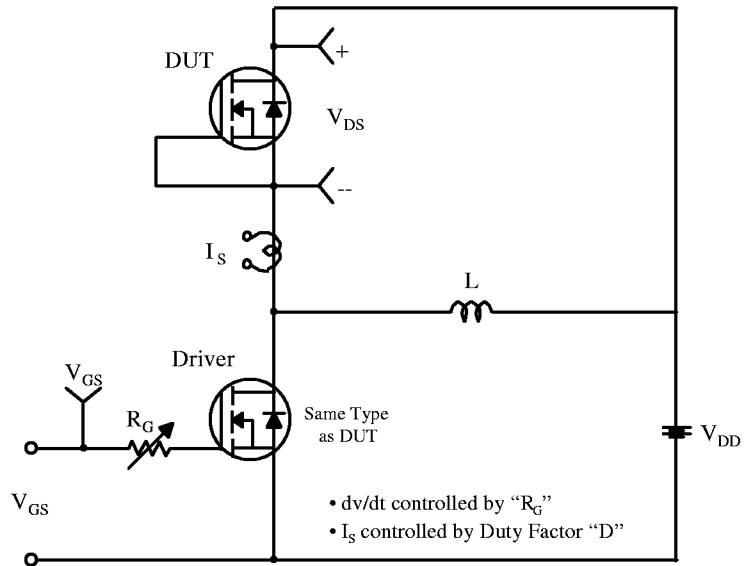 DUT
+
V_DS
--
I_S
L
Driver
V_GS
R_G
Same Type
as DUT
V_DD
V_GS
• dv/dt controlled by “R_G”
• I_S controlled by Duty Factor “D”